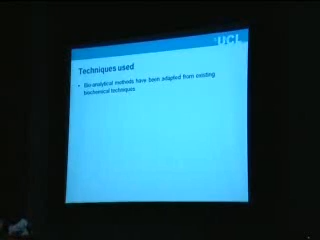 UCL
Techniques used
• Bio-analytical methods have been adapted from existing
biochemical techniques